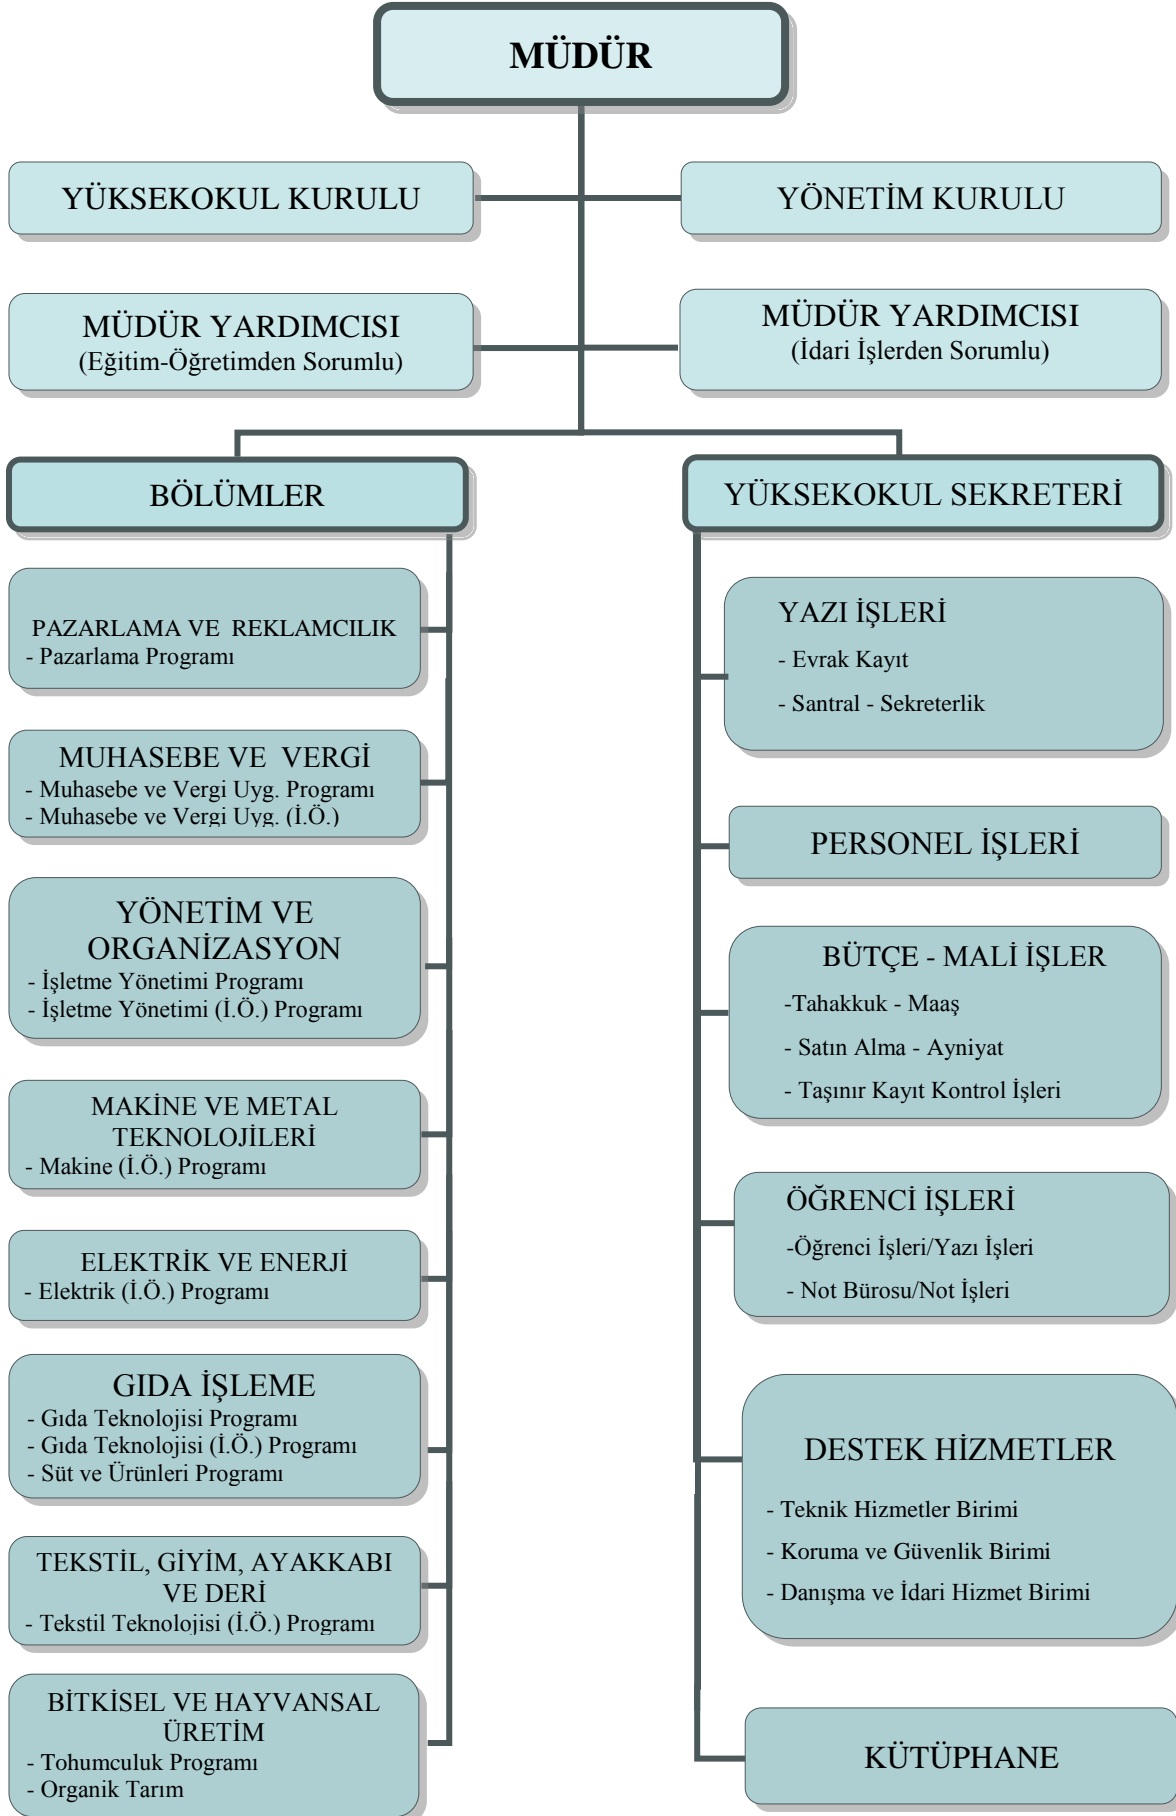 MÜDÜR
YÜKSEKOKUL KURULU
YÖNETİM KURULU
MÜDÜR YARDIMCISI
(Eğitim-Öğretimden Sorumlu)
MÜDÜR YARDIMCISI
(İdari İşlerden Sorumlu)
BÖLÜMLER
PAZARLAMA VE REKLAMCILIK
- Pazarlama Programı
MUHASEBE VE VERGİ
- Muhasebe ve Vergi Uyg. Programı
- Muhasebe ve Vergi Uyg. (İ.Ö.)
YÖNETİM VE
ORGANİZASYON
- İşletme Yönetimi Programı
- İşletme Yönetimi (İ.Ö.) Programı
MAKİNE VE METAL
TEKNOLOJİLERİ
- Makine (İ.Ö.) Programı
ELEKTRİK VE ENERJİ
- Elektrik (İ.Ö.) Programı
GIDA İŞLEME
- Gıda Teknolojisi Programı
- Gıda Teknolojisi (İ.Ö.) Programı
- Süt ve Ürünleri Programı
TEKSTİL, GİYİM, AYAKKABI
VE DERİ
- Tekstil Teknolojisi (İ.Ö.) Programı
BİTKİSEL VE HAYVANSAL
ÜRETİM
- Tohumculuk Programı
- Organik Tarım
YÜKSEKOKUL SEKRETERİ
YAZI İŞLERİ
- Evrak Kayıt
- Santral - Sekreterlik
PERSONEL İŞLERİ
BÜTÇE - MALİ İŞLER
-Tahakkuk - Maaş
- Satın Alma - Ayniyat
- Taşınır Kayıt Kontrol İşleri
ÖĞRENCİ İŞLERİ
-Öğrenci İşleri/Yazı İşleri
- Not Bürosu/Not İşleri
DESTEK HİZMETLER
- Teknik Hizmetler Birimi
- Koruma ve Güvenlik Birimi
- Danışma ve İdari Hizmet Birimi
KÜTÜPHANE